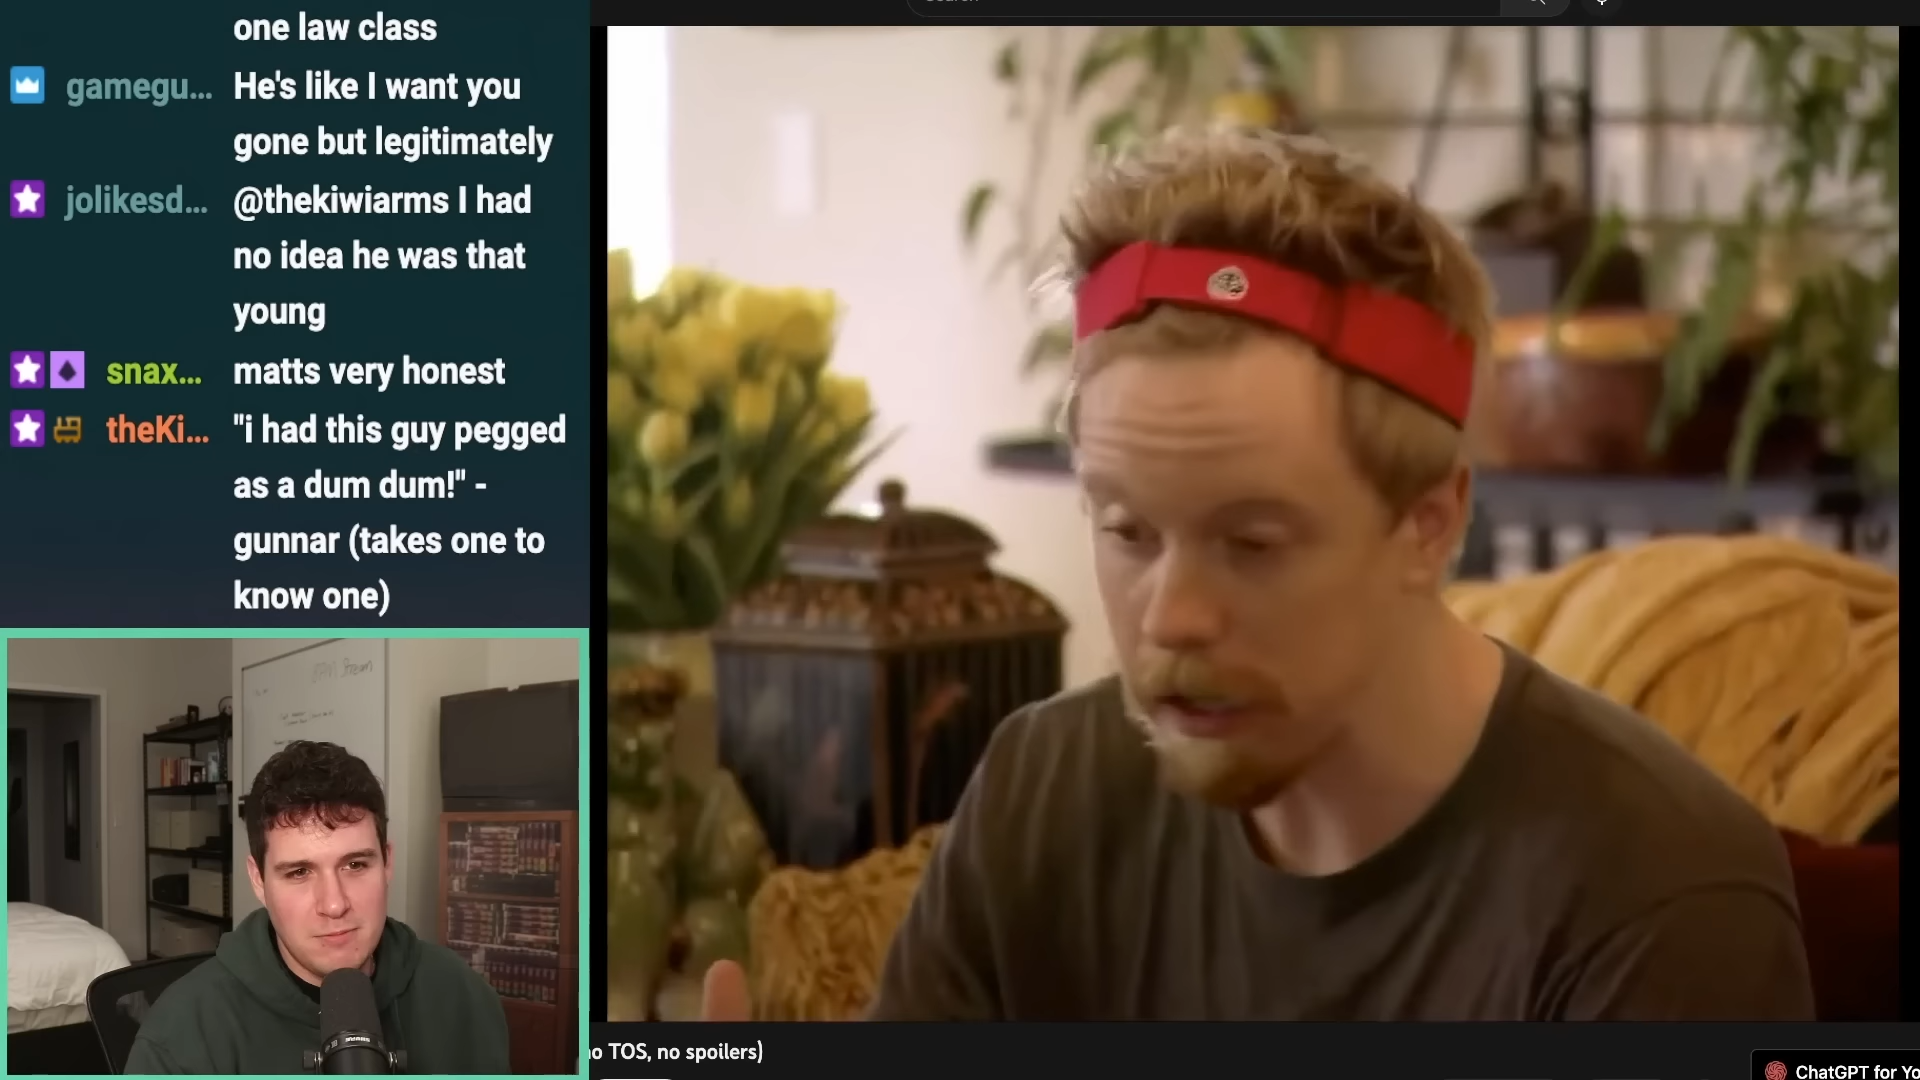 one law class
gamegu... He's like I want you
gone but legitimately
jolikesd... @thekiwiarms I had
no idea he was that
young
snax... matts very honest
theKi... "i had this guy pegged
as a dum dum!" -
gunnar (takes one to
know one)
no TOS, no spoilers)
ChatGPT for Yo